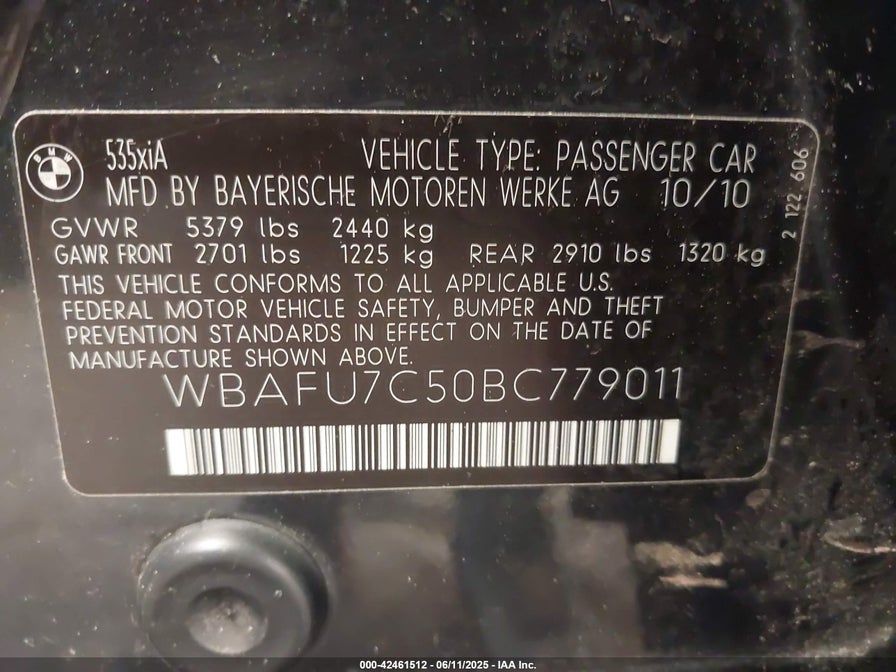 BMW
535xiA VEHICLE TYPE: PASSENGER CAR
MFD BY BAYERISCHE MOTOREN WERKE AG 10/10
GVWR 5379 lbs 2440 kg
GAWR FRONT 2701 lbs 1225 kg REAR 2910 lbs 1320 kg
THIS VEHICLE CONFORMS TO ALL APPLICABLE U.S.
FEDERAL MOTOR VEHICLE SAFETY, BUMPER AND THEFT
PREVENTION STANDARDS IN EFFECT ON THE DATE OF
MANUFACTURE SHOWN ABOVE.
WBAFU7C50BC779011
2 122 606
000-42461512 - 06/11/2025 - IAA Inc.